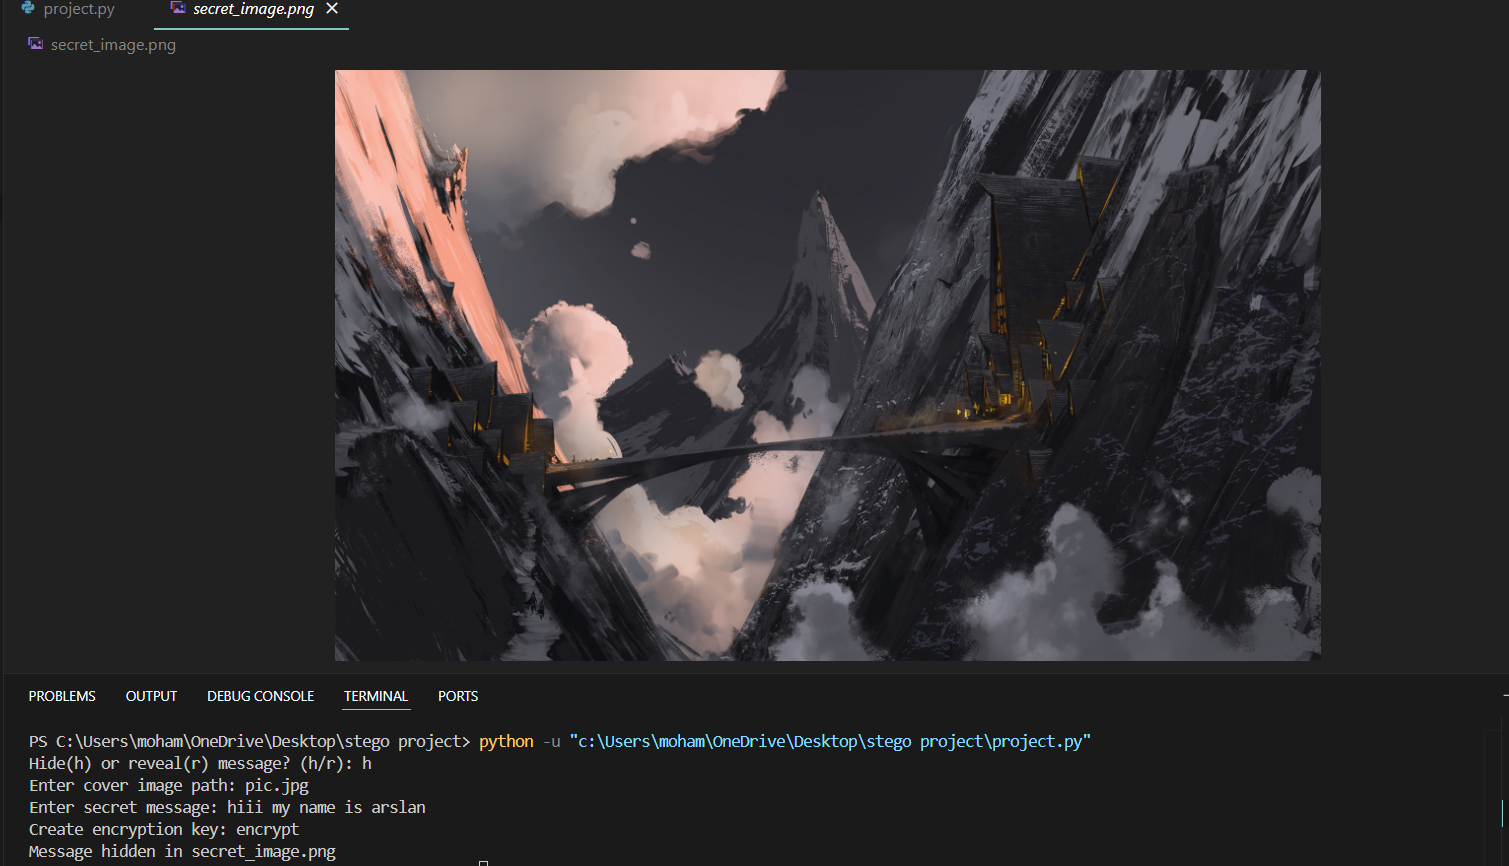 project.py secret_image.png
secret_image.png
PROBLEMS OUTPUT DEBUG CONSOLE TERMINAL PORTS
PS C:\Users\moham\OneDrive\Desktop\stego project> python -u "c:\Users\moham\OneDrive\Desktop\stego project\project.py"
Hide(h) or reveal(r) message? (h/r): h
Enter cover image path: pic.jpg
Enter secret message: hiii my name is arslan
Create encryption key: encrypt
Message hidden in secret_image.png